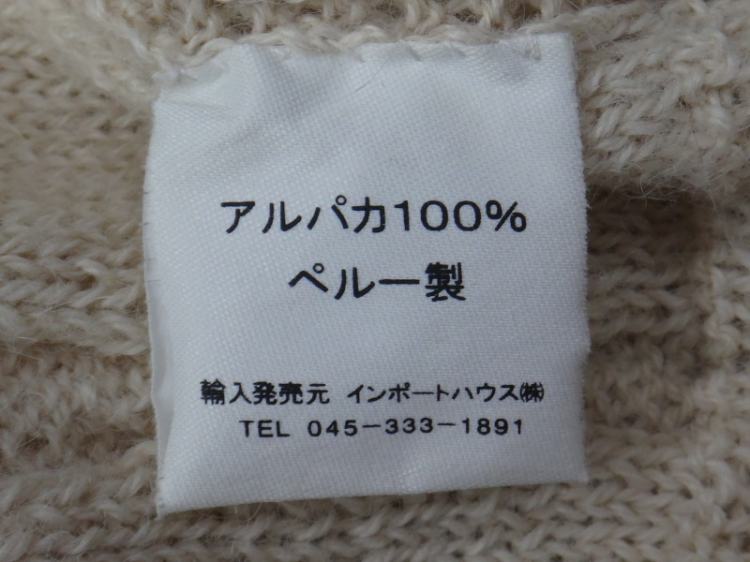 アルパカ100%
ペルー製
輸入発売元 インポートハウス㈱
TEL 045-333-1891